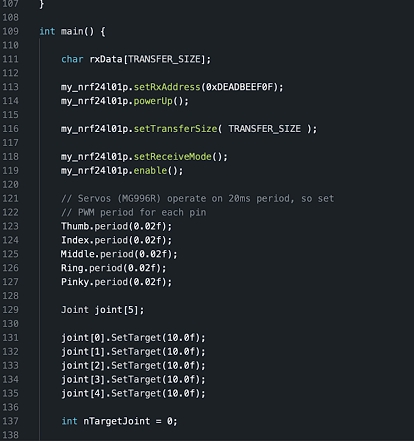 107 }
108
109 int main() {
110
111 char rxData[TRANSFER_SIZE];
112
113 my_nrf24l01p.setRxAddress(0xDEADBEEF0F);
114 my_nrf24l01p.powerUp();
115
116 my_nrf24l01p.setTransferSize( TRANSFER_SIZE );
117
118 my_nrf24l01p.setReceiveMode();
119 my_nrf24l01p.enable();
120
121 // Servos (MG996R) operate on 20ms period, so set
122 // PWM period for each pin
123 Thumb.period(0.02f);
124 Index.period(0.02f);
125 Middle.period(0.02f);
126 Ring.period(0.02f);
127 Pinky.period(0.02f);
128
129 Joint joint[5];
130
131 joint[0].SetTarget(10.0f);
132 joint[1].SetTarget(10.0f);
133 joint[2].SetTarget(10.0f);
134 joint[3].SetTarget(10.0f);
135 joint[4].SetTarget(10.0f);
136
137 int nTargetJoint = 0;
138